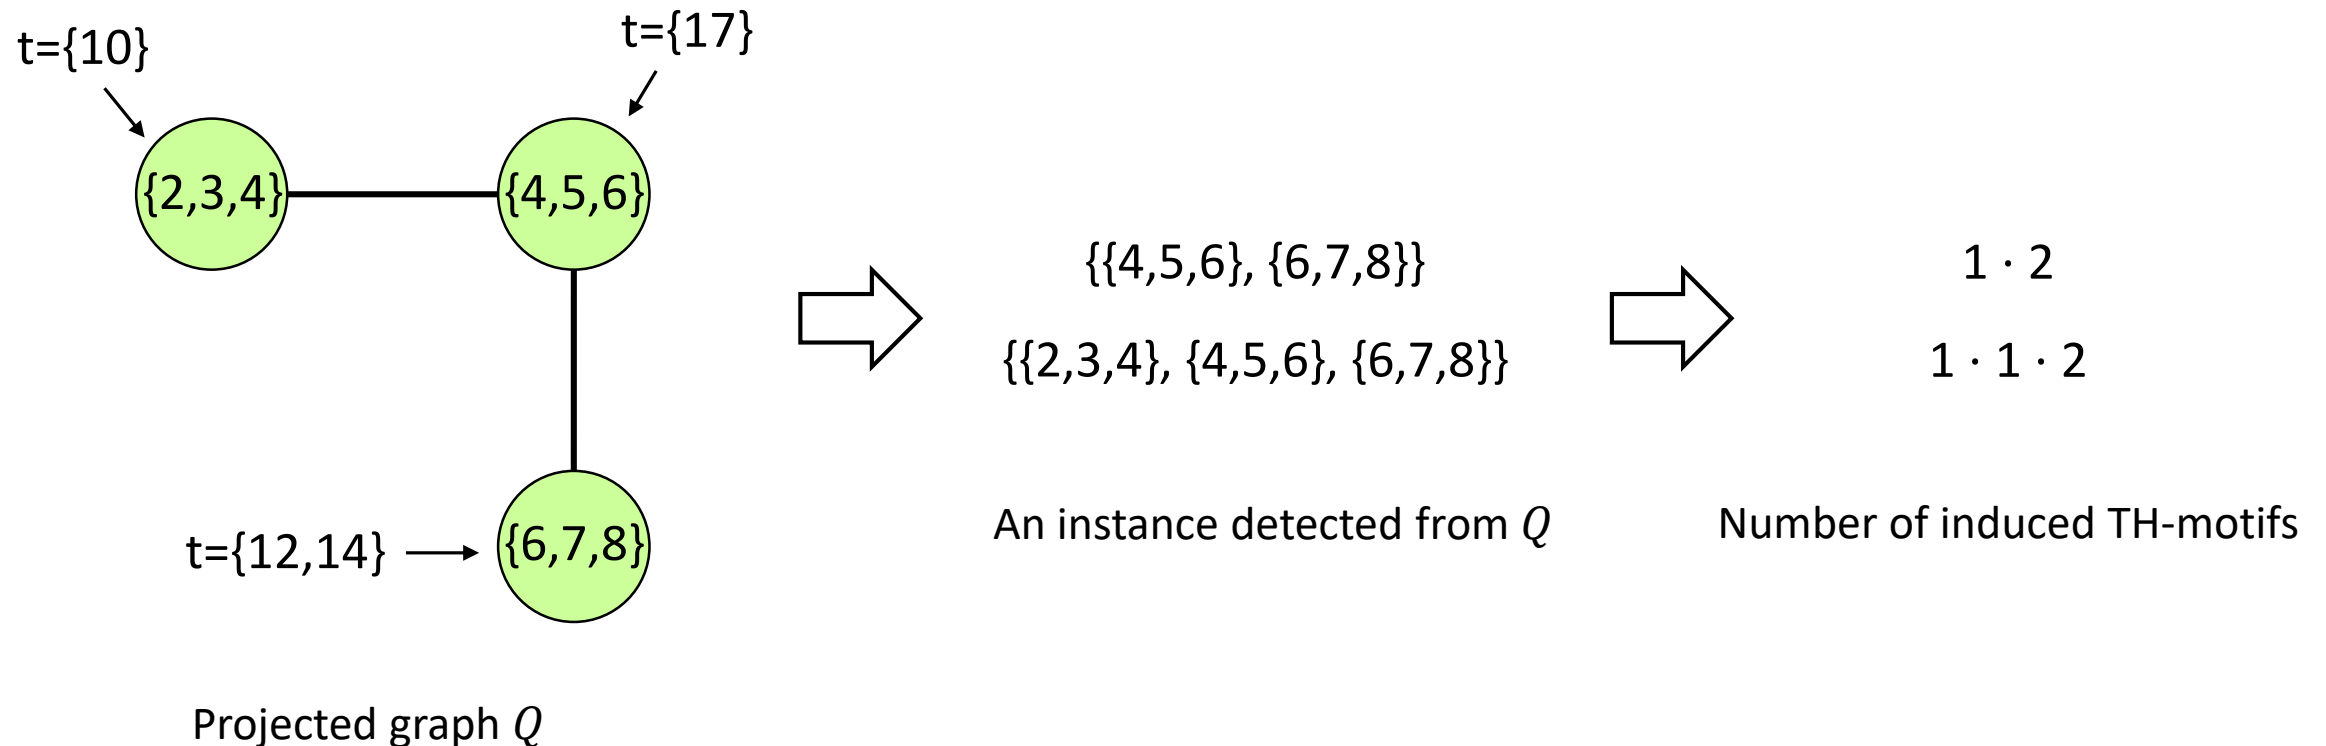 t={10}
t={17}
{2,3,4}
{4,5,6}
{{4,5,6}, {6,7,8}}
1 · 2
{{2,3,4}, {4,5,6}, {6,7,8}}
1 · 1 · 2
t={12,14}
{6,7,8}
An instance detected from Q
Number of induced TH-motifs
Projected graph Q